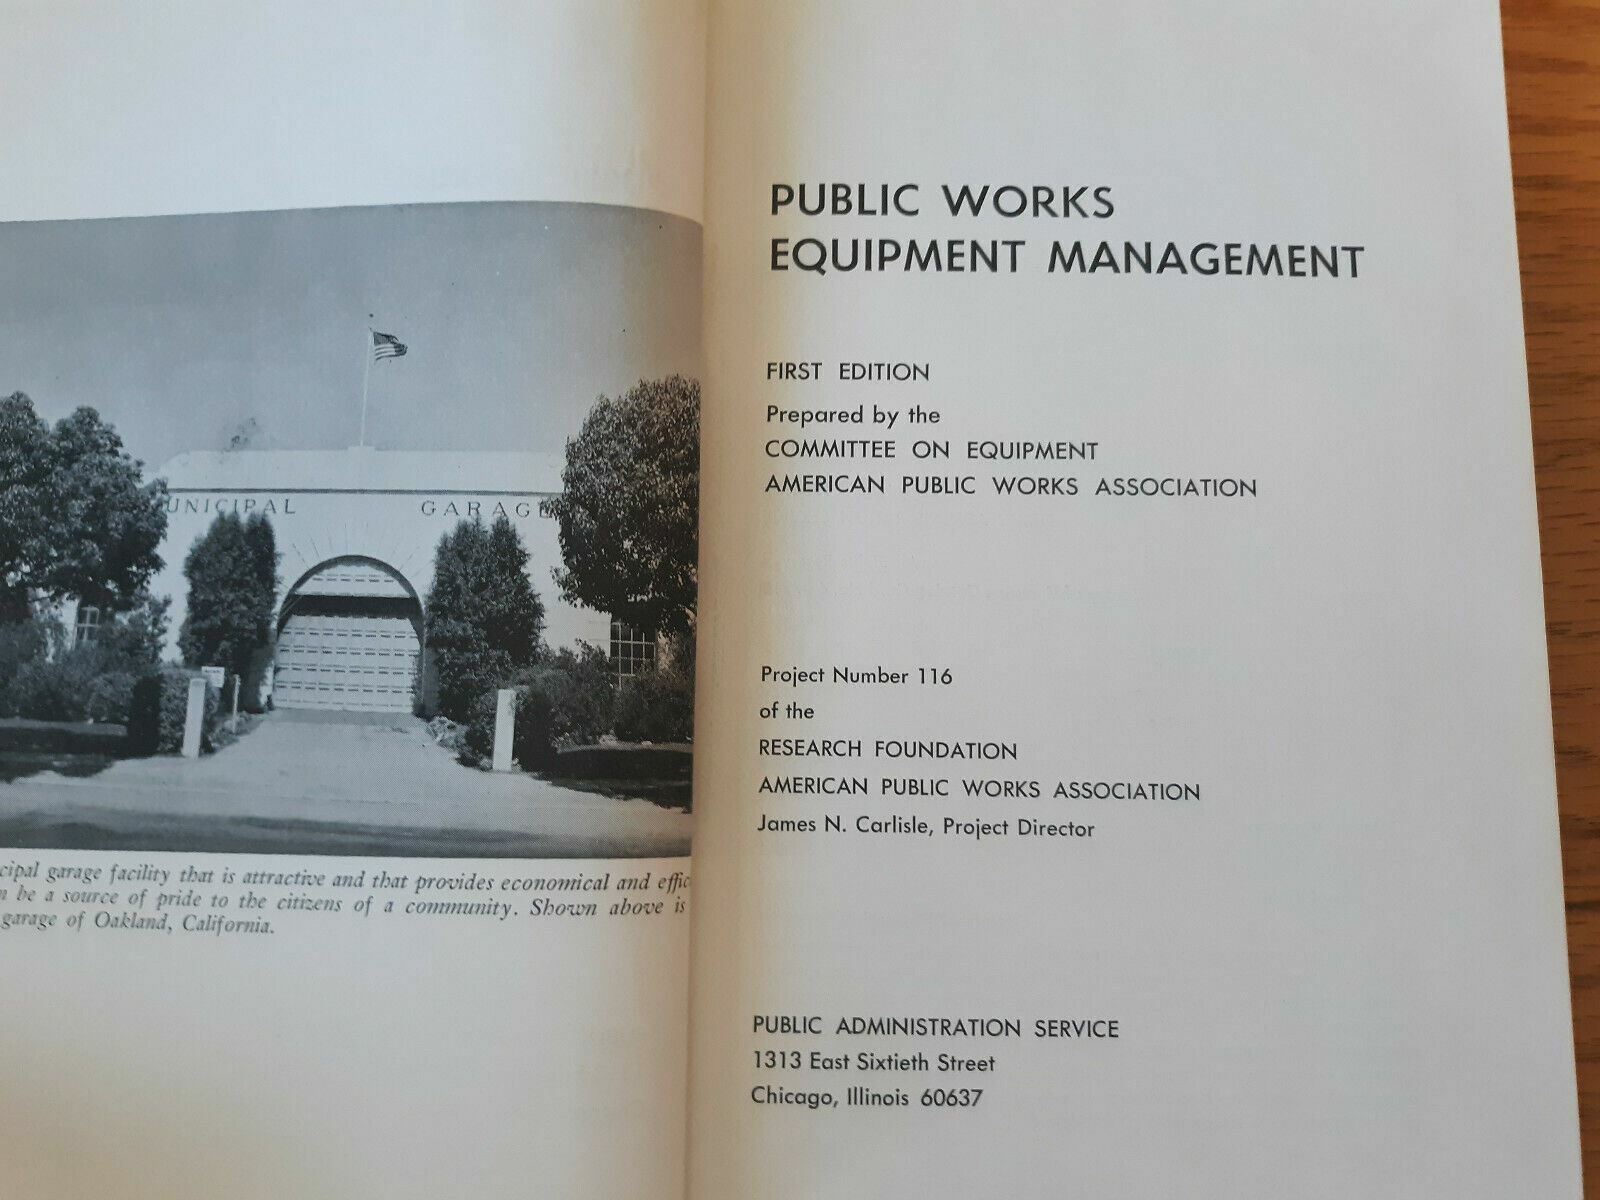 UNICIPAL GARAGE
cipal garage facility that is attractive and that provides economical and effic
n be a source of pride to the citizens of a community. Shown above is
garage of Oakland, California.
PUBLIC WORKS
EQUIPMENT MANAGEMENT
FIRST EDITION
Prepared by the
COMMITTEE ON EQUIPMENT
AMERICAN PUBLIC WORKS ASSOCIATION
Project Number 116
of the
RESEARCH FOUNDATION
AMERICAN PUBLIC WORKS ASSOCIATION
James N. Carlisle, Project Director
PUBLIC ADMINISTRATION SERVICE
1313 East Sixtieth Street
Chicago, Illinois 60637